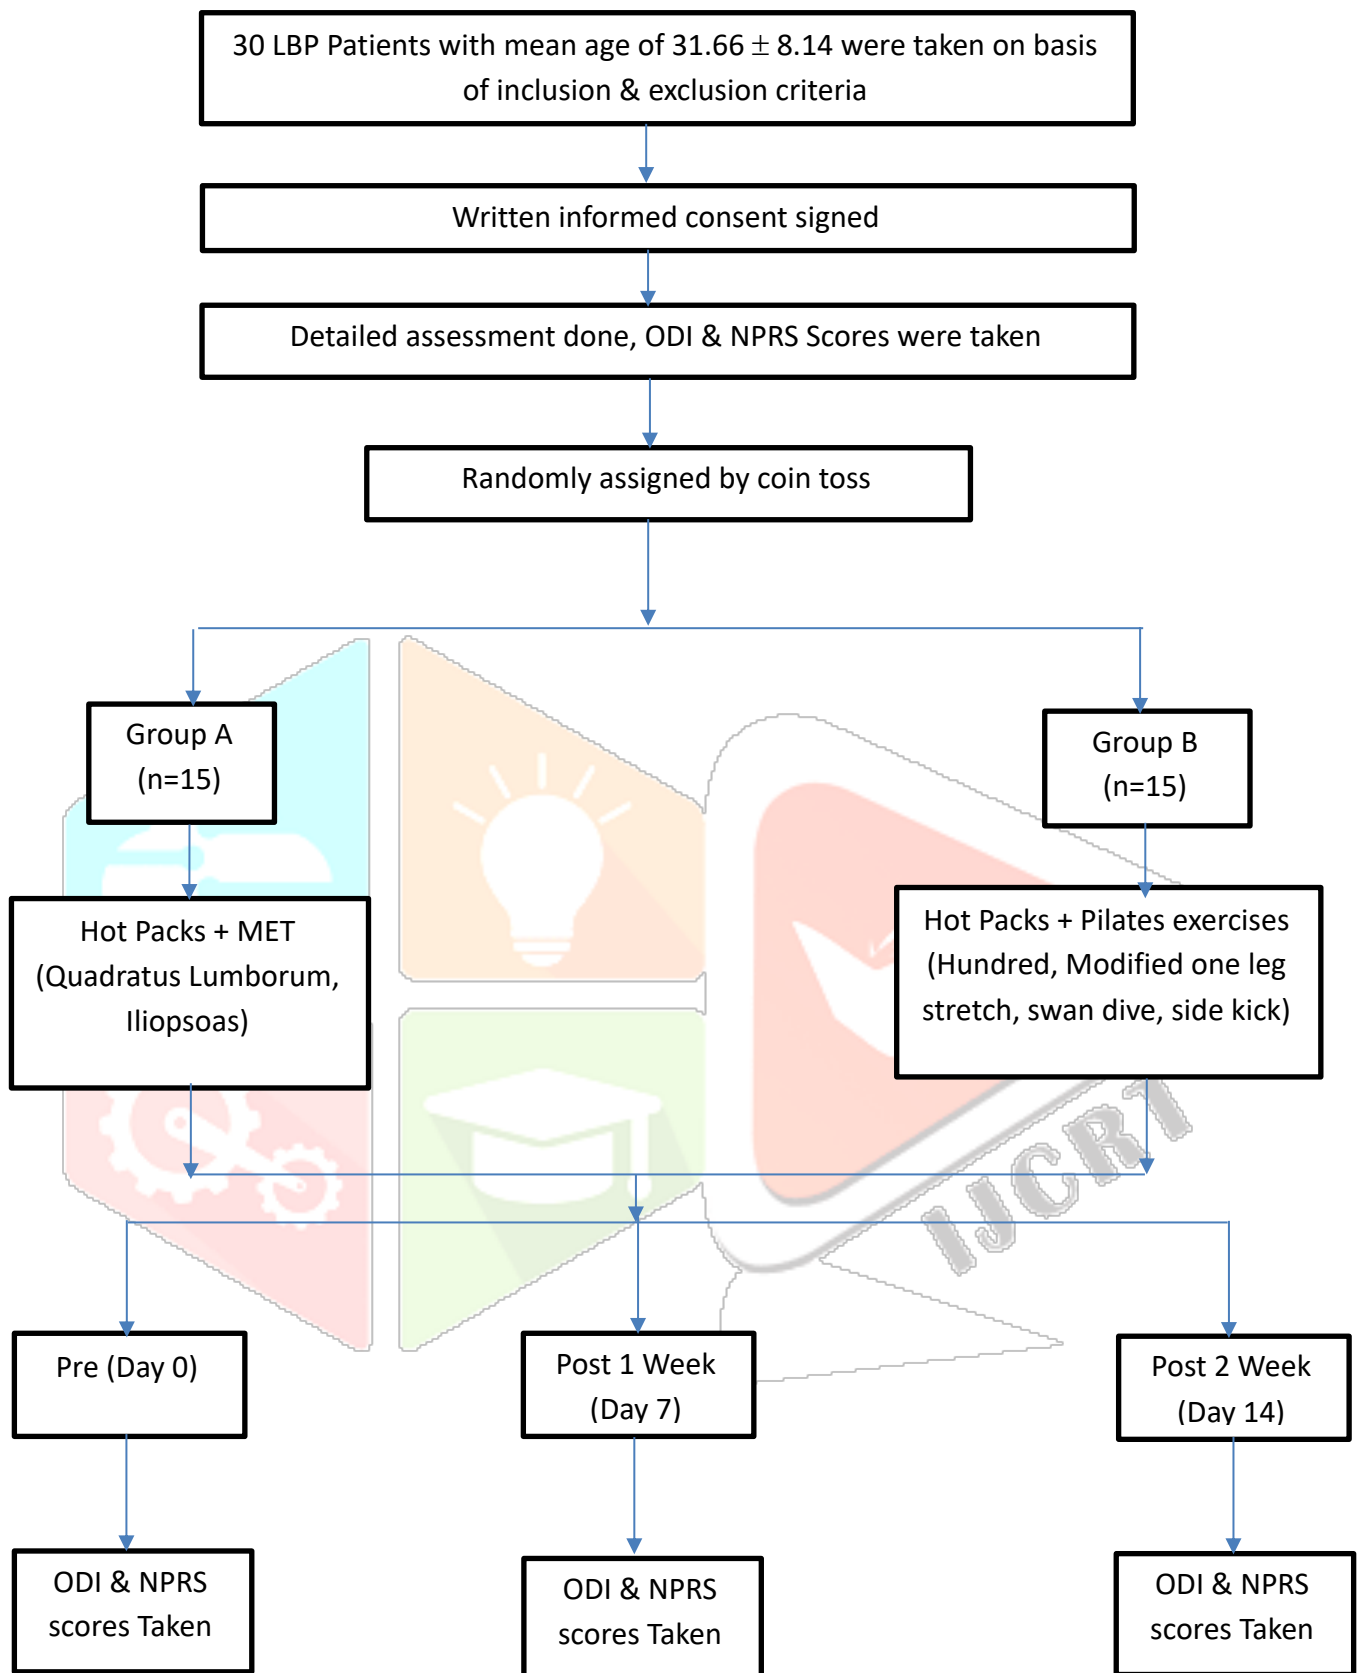 30 LBP Patients with mean age of 31.66 ± 8.14 were taken on basis
of inclusion & exclusion criteria
Written informed consent signed
Detailed assessment done, ODI & NPRS Scores were taken
Randomly assigned by coin toss
Group A
(n=15)
Group B
(n=15)
Hot Packs + MET
(Quadratus Lumborum,
Iliopsoas)
Hot Packs + Pilates exercises
(Hundred, Modified one leg
stretch, swan dive, side kick)
IJCRT
Pre (Day 0)
Post 1 Week
(Day 7)
Post 2 Week
(Day 14)
ODI & NPRS
scores Taken
ODI & NPRS
scores Taken
ODI & NPRS
scores Taken